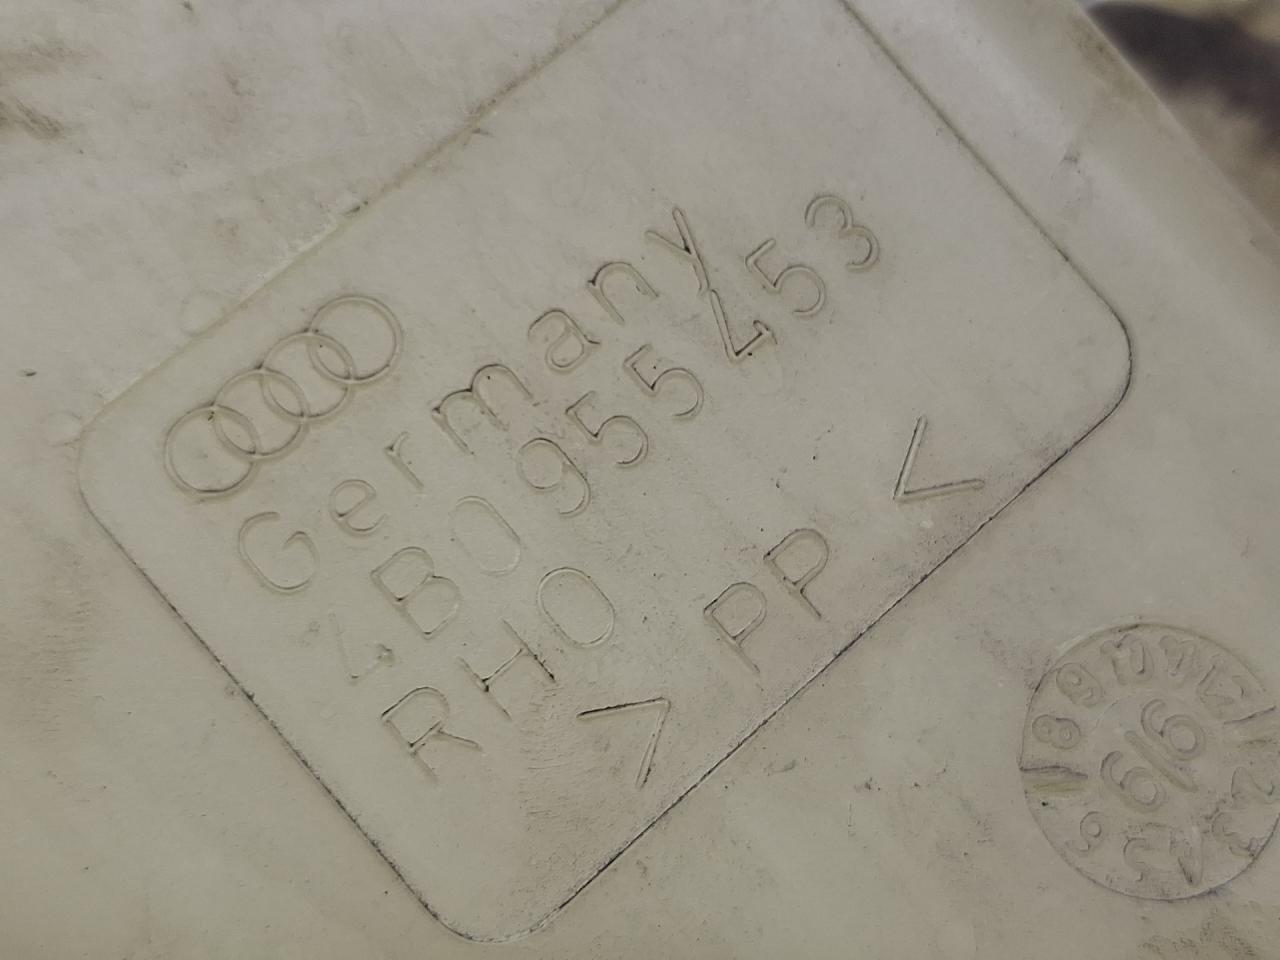 Germany
4B0955453
RHO
>PP<